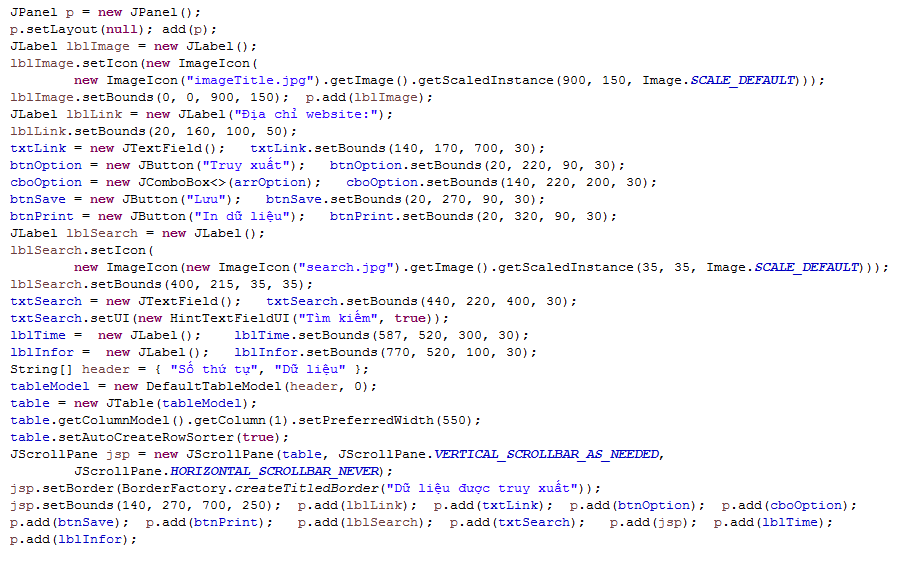 JPanel p = new JPanel();
p.setLayout(null); add(p);
JLabel lblImage = new JLabel();
lblImage.setIcon(new ImageIcon(
new ImageIcon("imageTitle.jpg").getImage().getScaledInstance(900, 150, Image.SCALE_DEFAULT)));
lblImage.setBounds(0, 0, 900, 150);  p.add(lblImage);
JLabel lblLink = new JLabel("Địa chỉ website:");
lblLink.setBounds(20, 160, 100, 50);
txtLink = new JTextField();   txtLink.setBounds(140, 170, 700, 30);
btnOption = new JButton("Truy xuất");   btnOption.setBounds(20, 220, 90, 30);
cboOption = new JComboBox<>(arrOption);   cboOption.setBounds(140, 220, 200, 30);
btnSave = new JButton("Lưu");   btnSave.setBounds(20, 270, 90, 30);
btnPrint = new JButton("In dữ liệu");   btnPrint.setBounds(20, 320, 90, 30);
JLabel lblSearch = new JLabel();
lblSearch.setIcon(
new ImageIcon(new ImageIcon("search.jpg").getImage().getScaledInstance(35, 35, Image.SCALE_DEFAULT)));
lblSearch.setBounds(400, 215, 35, 35);
txtSearch = new JTextField();   txtSearch.setBounds(440, 220, 400, 30);
txtSearch.setUI(new HintTextFieldUI("Tìm kiếm", true));
lblTime =  new JLabel();    lblTime.setBounds(587, 520, 300, 30);
lblInfor =  new JLabel();   lblInfor.setBounds(770, 520, 100, 30);
String[] header = { "Số thứ tự", "Dữ liệu" };
tableModel = new DefaultTableModel(header, 0);
table = new JTable(tableModel);
table.getColumnModel().getColumn(1).setPreferredWidth(550);
table.setAutoCreateRowSorter(true);
JScrollPane jsp = new JScrollPane(table, JScrollPane.VERTICAL_SCROLLBAR_AS_NEEDED,
JScrollPane.HORIZONTAL_SCROLLBAR_NEVER);
jsp.setBorder(BorderFactory.createTitledBorder("Dữ liệu được truy xuất"));
jsp.setBounds(140, 270, 700, 250);  p.add(lblLink);  p.add(txtLink);  p.add(btnOption);  p.add(cboOption);
p.add(btnSave);  p.add(btnPrint);   p.add(lblSearch);  p.add(txtSearch);   p.add(jsp);  p.add(lblTime);
p.add(lblInfor);